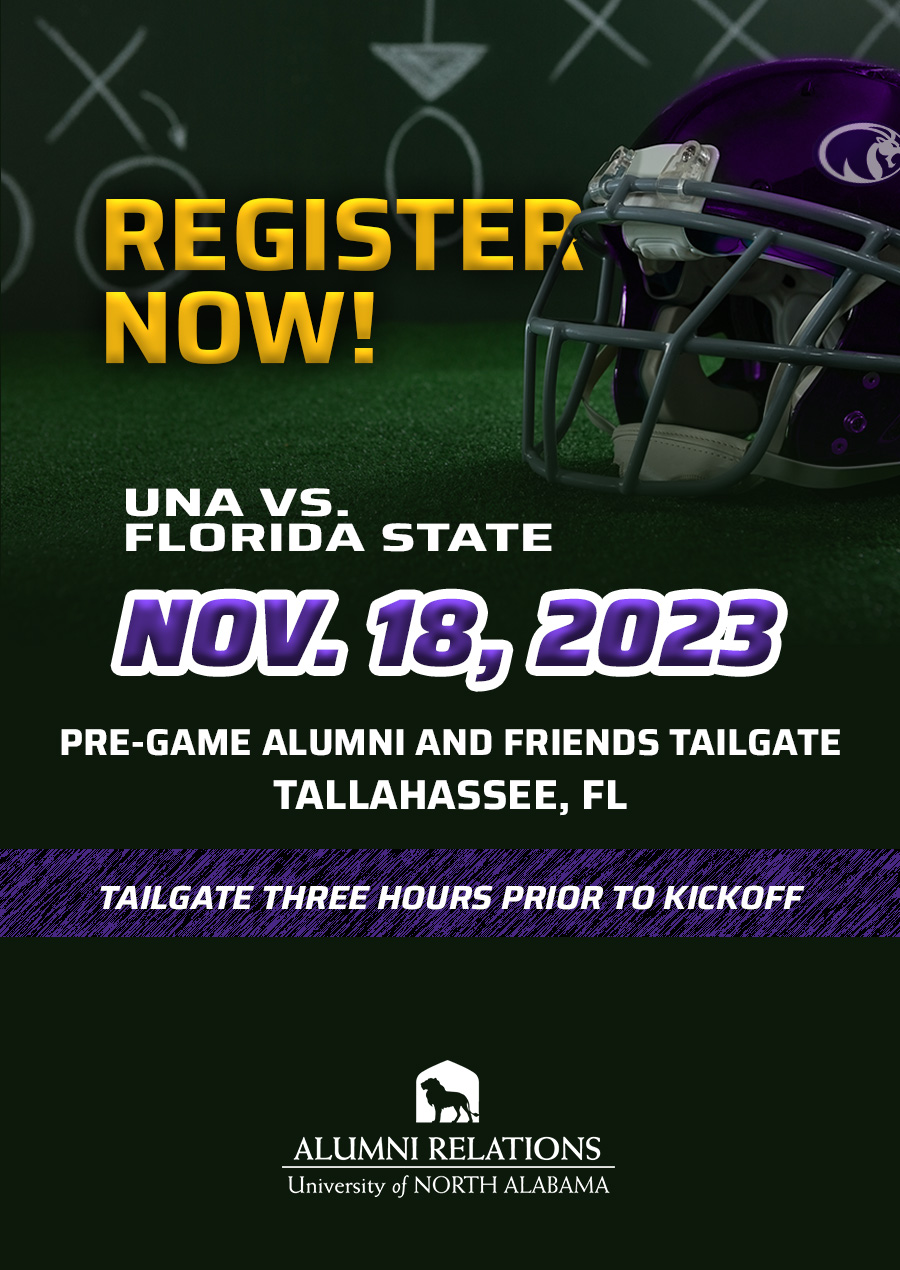 REGISTER
NOW!
UNA VS.
FLORIDA STATE
NOV. 18, 2023
PRE-GAME ALUMNI AND FRIENDS TAILGATE
TALLAHASSEE, FL
TAILGATE THREE HOURS PRIOR TO KICKOFF
ALUMNI RELATIONS
University of NORTH ALABAMA